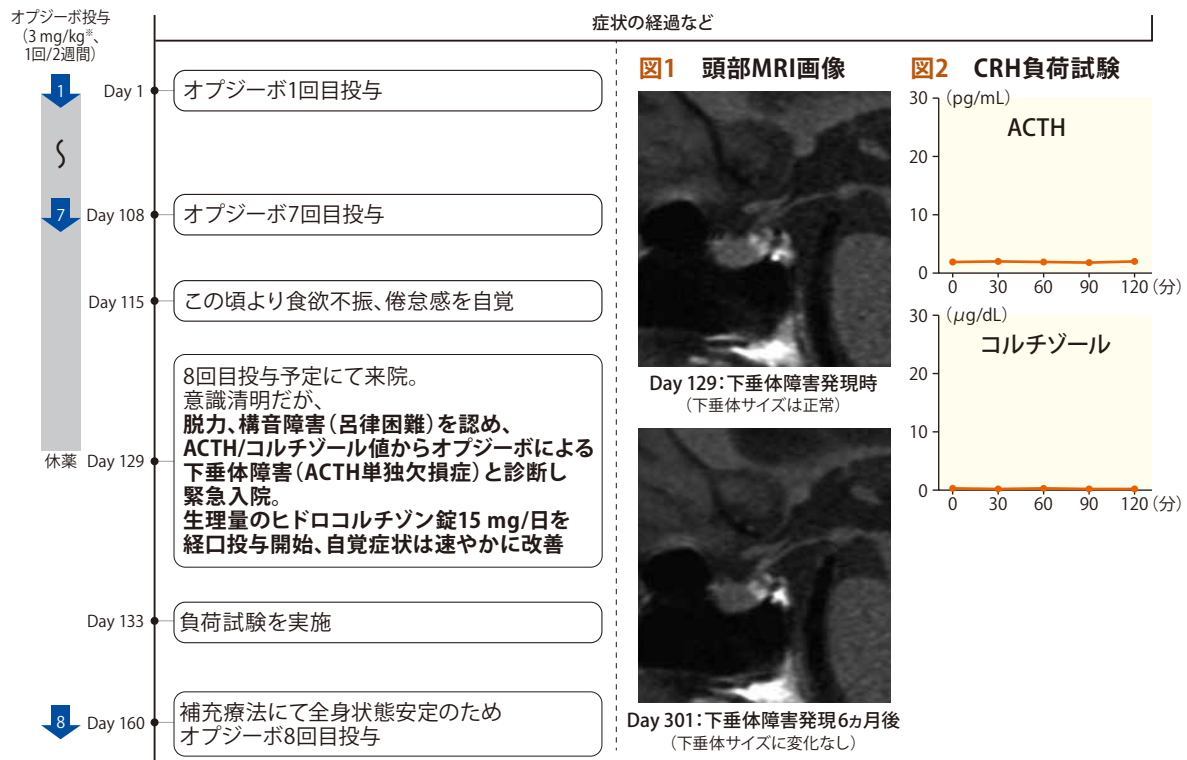 オプジーボ投与
(3 mg/kg※、
1回/2週間)
症状の経過など
1
Day 1
オプジーボ1回目投与
〜
7
Day 108
オプジーボ7回目投与
Day 115
この頃より食欲不振、倦怠感を自覚
休薬 Day 129
8回目投与予定にて来院。
意識清明だが、
脱力、構音障害(呂律困難)を認め、
ACTH/コルチゾール値からオプジーボによる
下垂体障害(ACTH単独欠損症)と診断し
緊急入院。
生理量のヒドロコルチゾン錠15 mg/日を
経口投与開始、自覚症状は速やかに改善
Day 133
負荷試験を実施
8
Day 160
補充療法にて全身状態安定のため
オプジーボ8回目投与
図1 頭部MRI画像
Day 129:下垂体障害発現時
(下垂体サイズは正常)
Day 301:下垂体障害発現6ヵ月後
(下垂体サイズに変化なし)
図2 CRH負荷試験
30 (pg/mL)
ACTH
20
10
0
0 30 60 90 120(分)
30 (μg/dL)
コルチゾール
20
10
0
0 30 60 90 120(分)